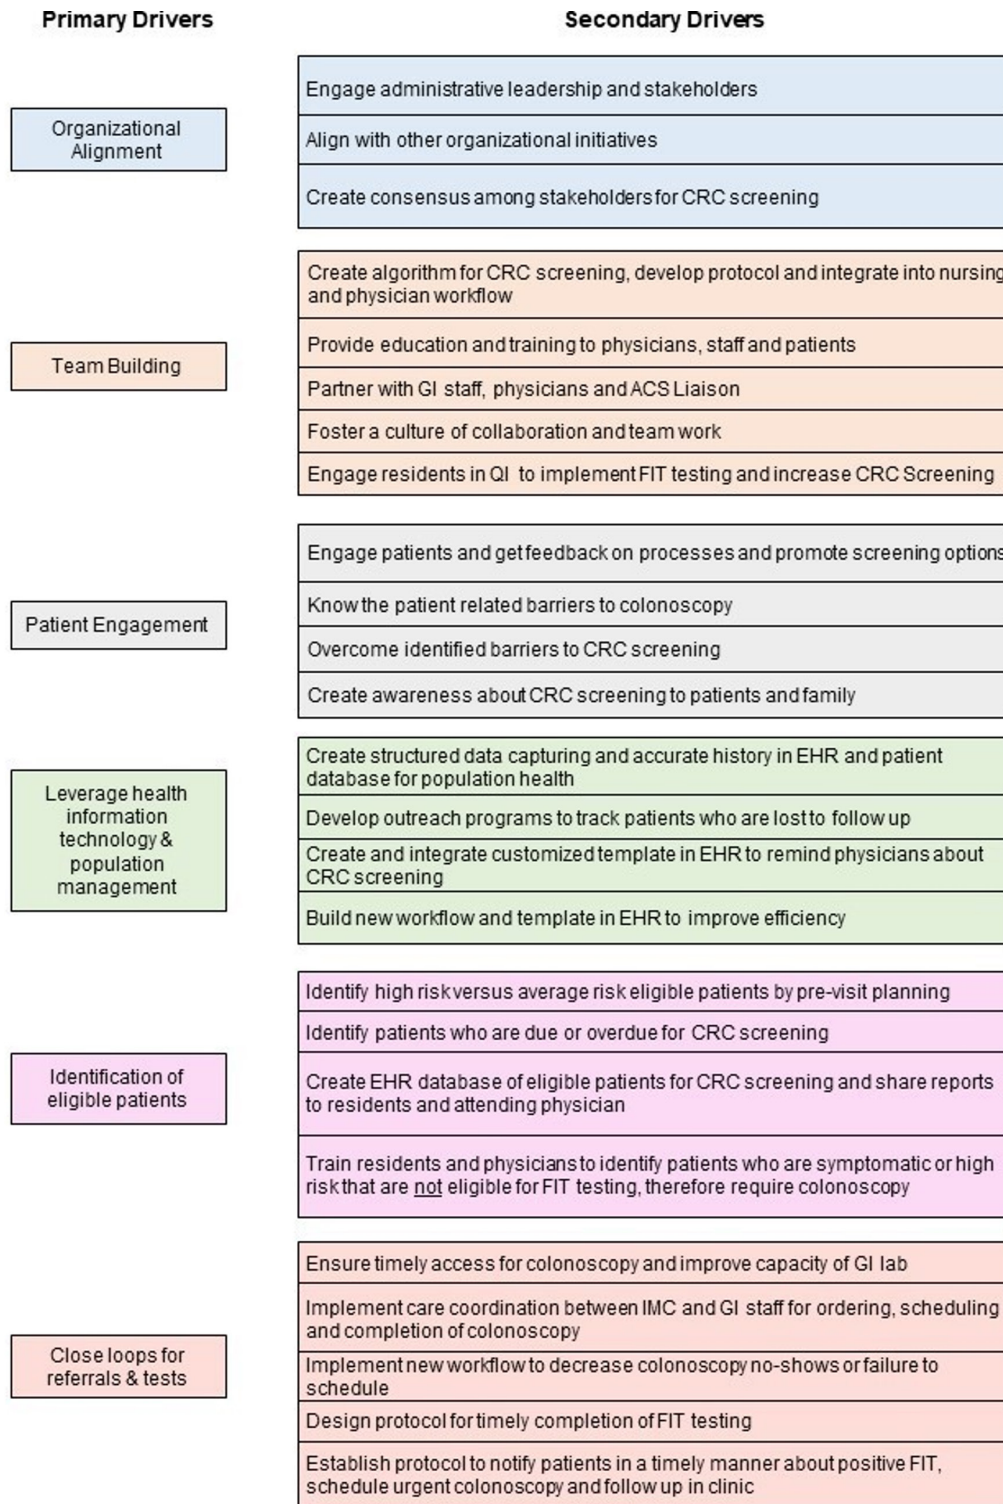 Primary Drivers
Secondary Drivers
Organizational
Alignment
Engage administrative leadership and stakeholders
Align with other organizational initiatives
Create consensus among stakeholders for CRC screening
Team Building
Create algorithm for CRC screening, develop protocol and integrate into nursing
and physician workflow
Provide education and training to physicians, staff and patients
Partner with GI staff, physicians and ACS Liaison
Foster a culture of collaboration and team work
Engage residents in QI to implement FIT testing and increase CRC Screening
Patient Engagement
Engage patients and get feedback on processes and promote screening options
Know the patient related barriers to colonoscopy
Overcome identified barriers to CRC screening
Create awareness about CRC screening to patients and family
Leverage health
information
technology &
population
management
Create structured data capturing and accurate history in EHR and patient
database for population health
Develop outreach programs to track patients who are lost to follow up
Create and integrate customized template in EHR to remind physicians about
CRC screening
Build new workflow and template in EHR to improve efficiency
Identification of
eligible patients
Identify high risk versus average risk eligible patients by pre-visit planning
Identify patients who are due or overdue for CRC screening
Create EHR database of eligible patients for CRC screening and share reports
to residents and attending physician
Train residents and physicians to identify patients who are symptomatic or high
risk that are not eligible for FIT testing, therefore require colonoscopy
Close loops for
referrals & tests
Ensure timely access for colonoscopy and improve capacity of GI lab
Implement care coordination between IMC and GI staff for ordering, scheduling
and completion of colonoscopy
Implement new workflow to decrease colonoscopy no-shows or failure to
schedule
Design protocol for timely completion of FIT testing
Establish protocol to notify patients in a timely manner about positive FIT,
schedule urgent colonoscopy and follow up in clinic